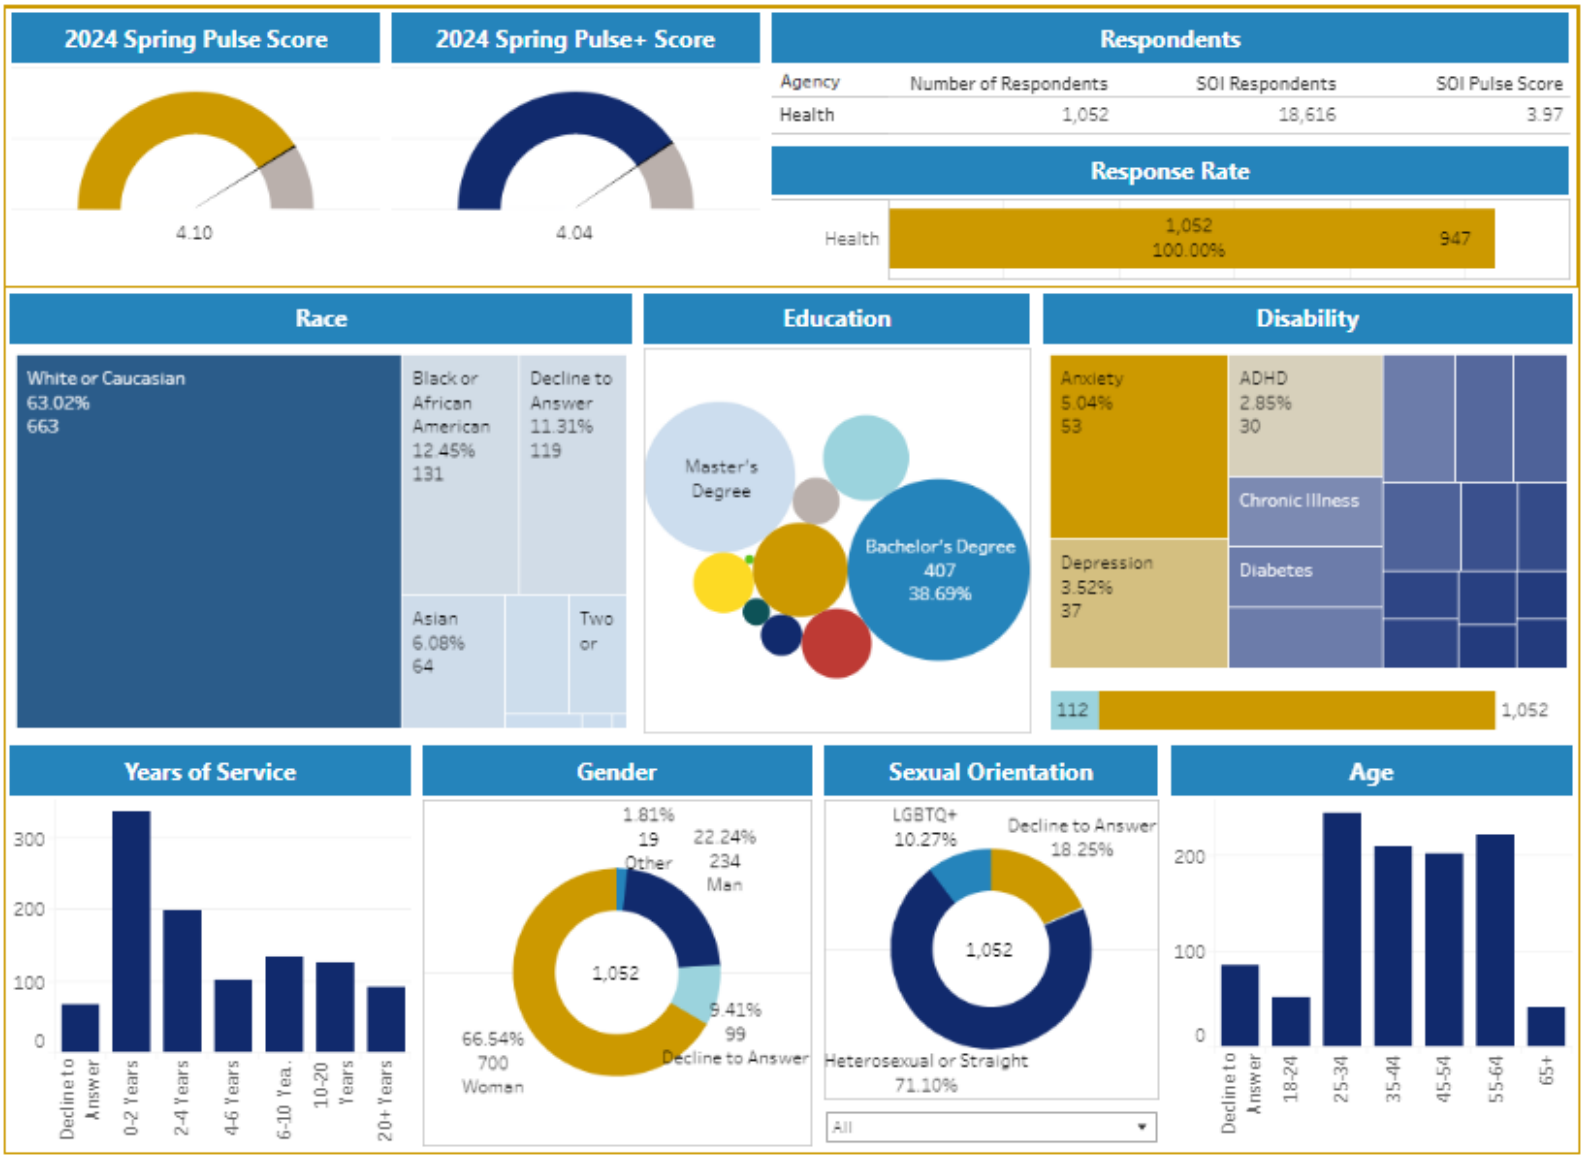 2024 Spring Pulse Score
2024 Spring Pulse+ Score
Respondents
Agency
Number of Respondents
SOI Respondents
SOI Pulse Score
Health
1,052
18,616
3.97
4.10
4.04
Response Rate
Health
1,052
100.00%
947
Race
White or Caucasian
63.02%
663
Black or
African
American
12.45%
131
Decline to
Answer
11.31%
119
Asian
6.08%
64
Two
or
Education
Master's
Degree
Bachelor's Degree
407
38.69%
Disability
Anxiety
5.04%
53
ADHD
2.85%
30
Chronic Illness
Depression
3.52%
37
Diabetes
112
1,052
Years of Service
300
200
100
0
Decline to
Answer
0-2 Years
2-4 Years
4-6 Years
6-10 Yea.
10-20
Years
20+ Years
Gender
1.81%
19
Other
22.24%
234
Man
1,052
9.41%
99
Decline to Answer
66.54%
700
Woman
Sexual Orientation
LGBTQ+
10.27%
Decline to Answer
18.25%
1,052
Heterosexual or Straight
71.10%
All
Age
200
100
0
Decline to
Answer
18-24
25-34
35-44
45-54
55-64
65+